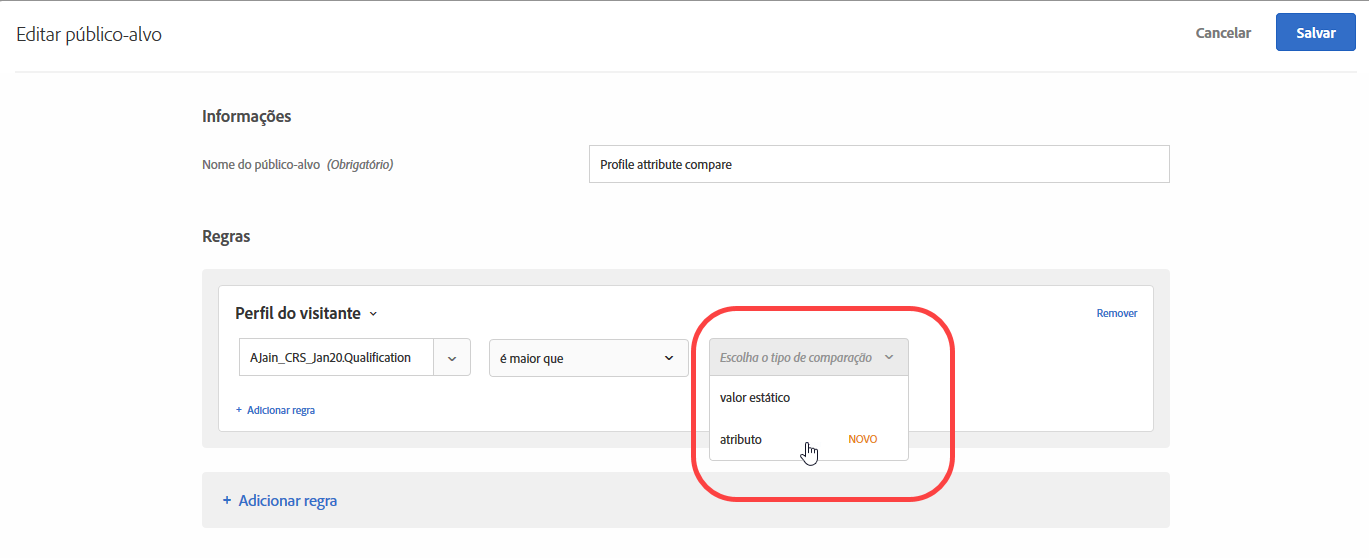 Editar público-alvo
Cancelar
Salvar
Informações
Nome do público-alvo (Obrigatório)
Profile attribute compare
Regras
Perfil do visitante
Remover
AJain_CRS_Jan20.Qualification
é maior que
Escolha o tipo de comparação
valor estático
atributo NOVO
+ Adicionar regra
+ Adicionar regra